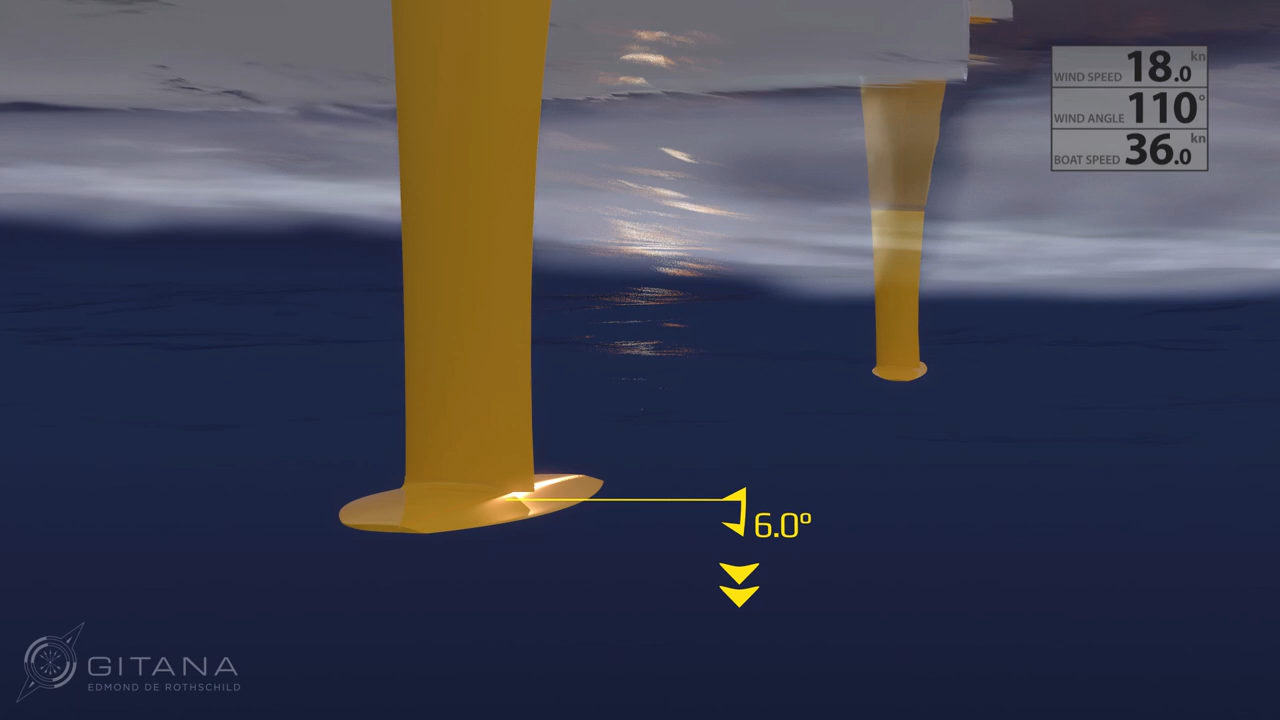 WIND SPEED 18.0 kn
WIND ANGLE 110°
BOAT SPEED 36.0 kn
6.0º
GITANA
EDMOND DE ROTHSCHILD